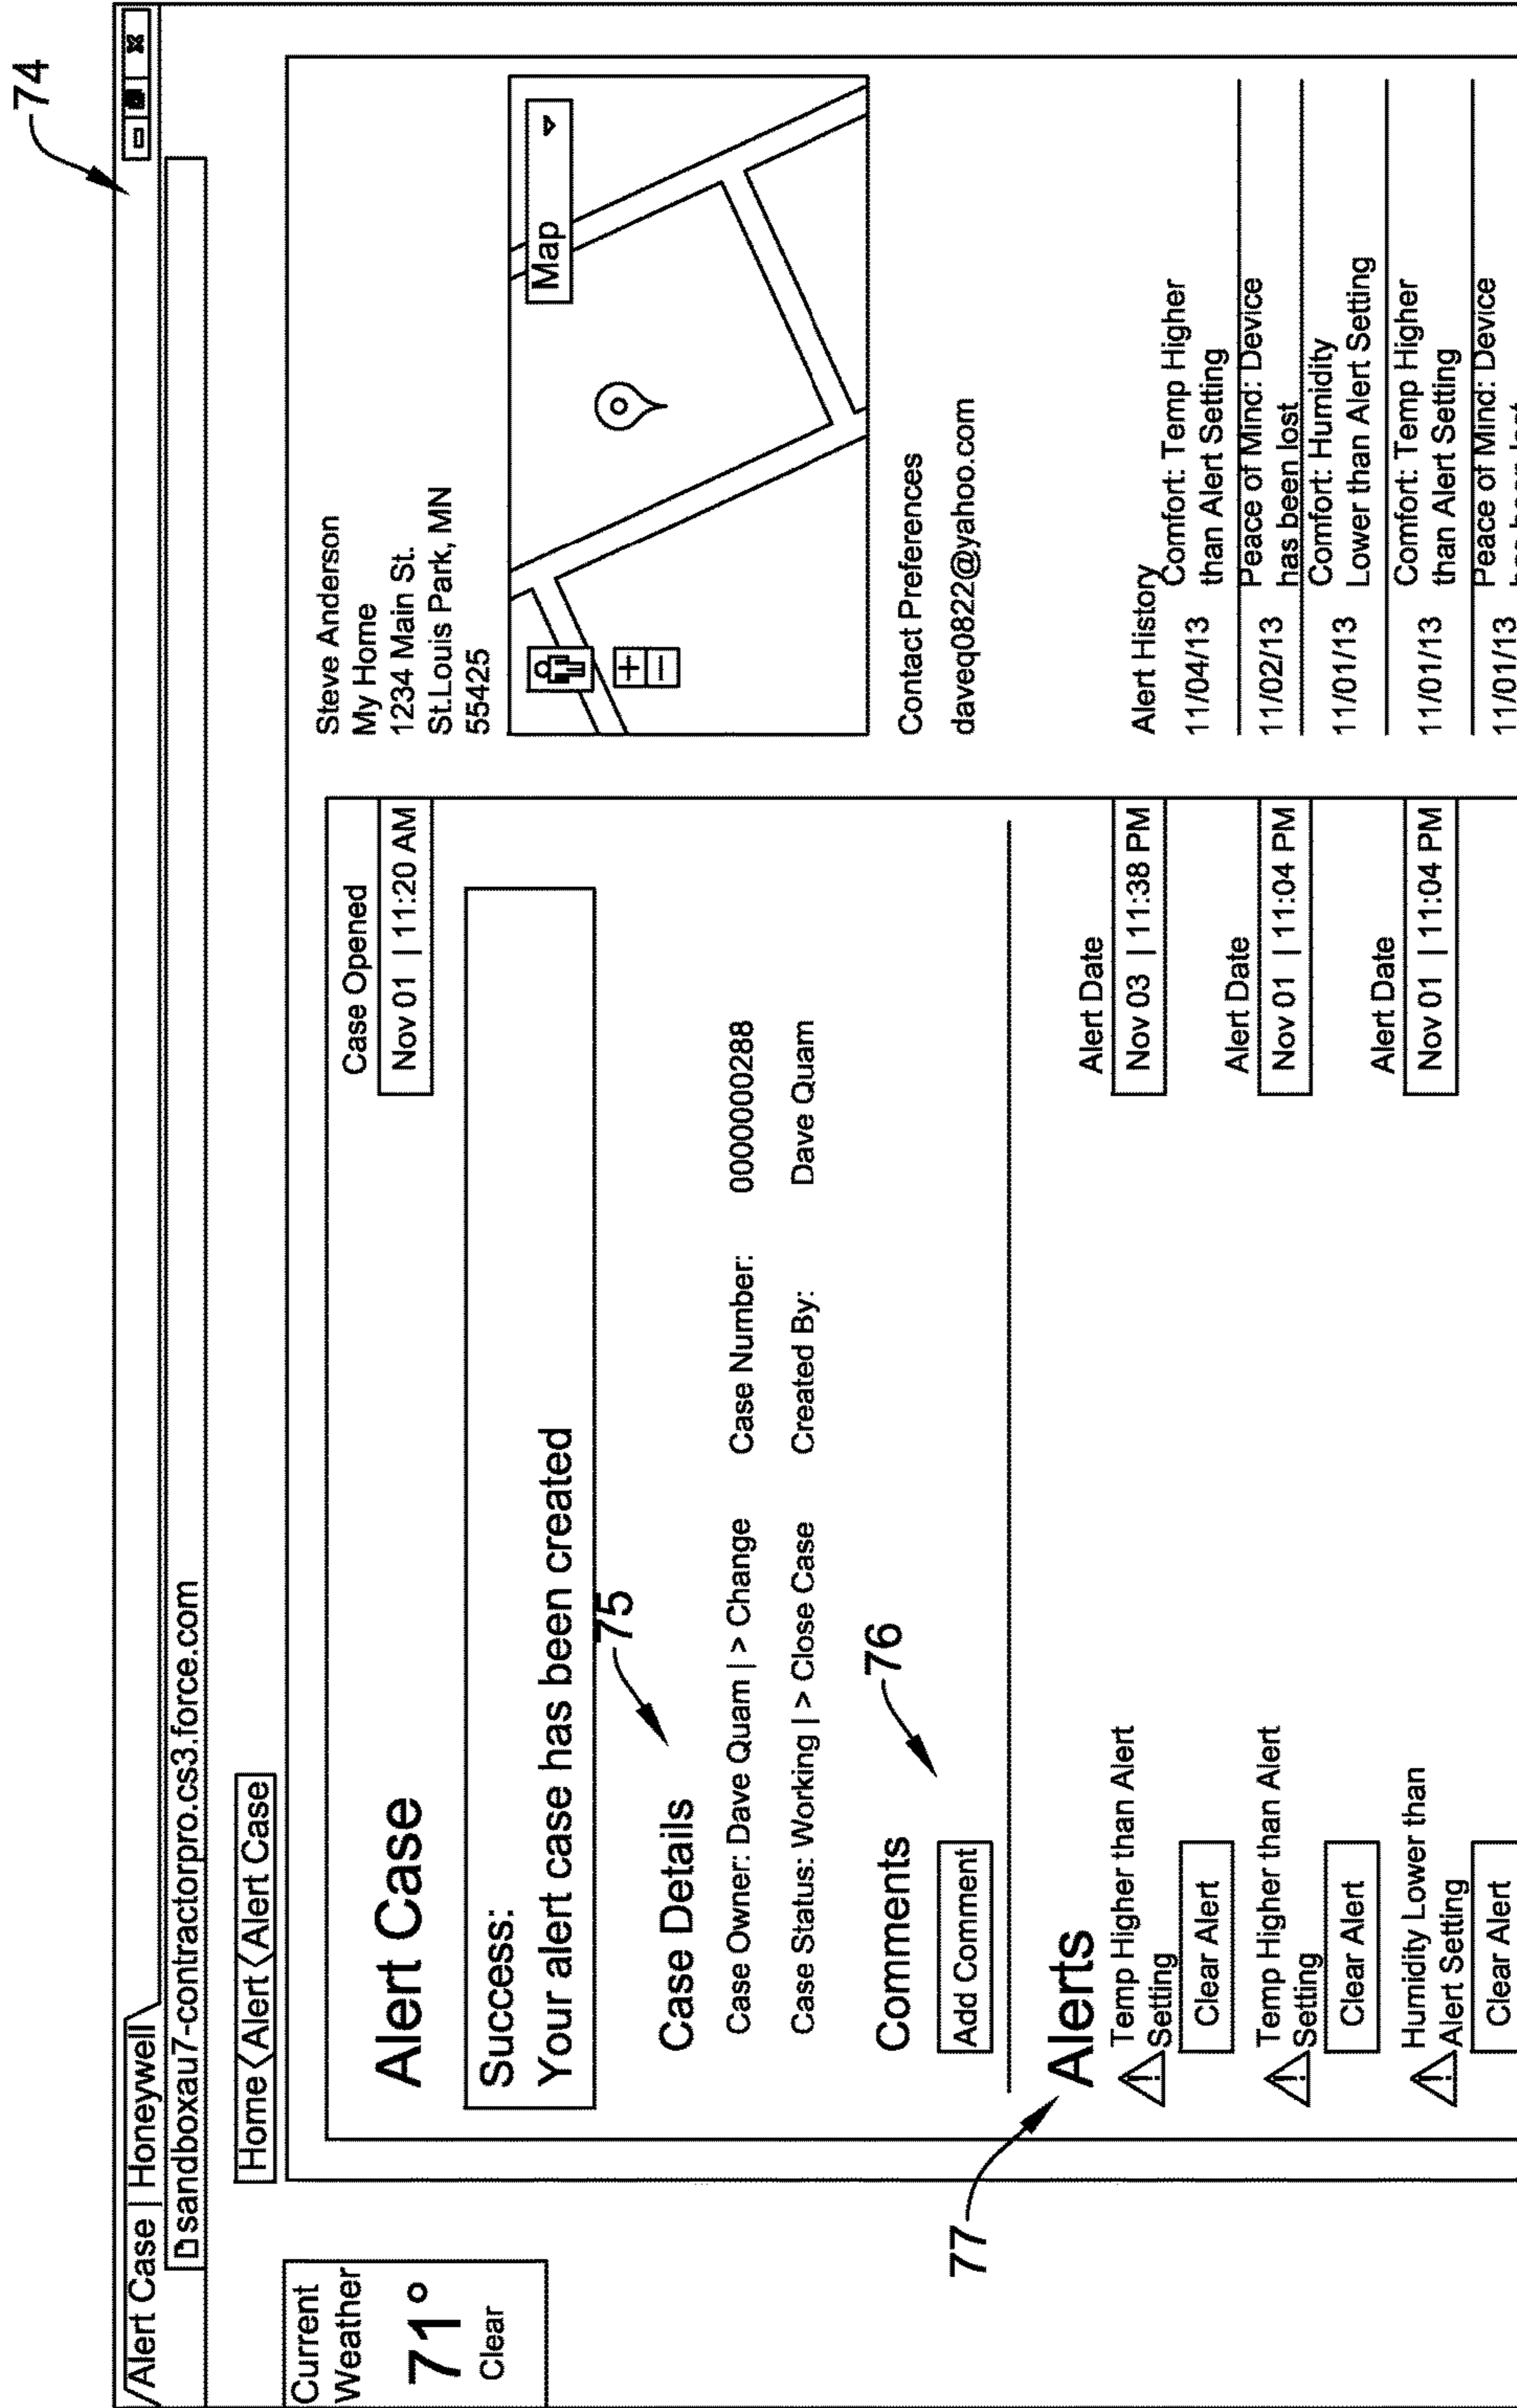 74
Alert Case | Honeywell
sandboxau7-contractorpro.cs3.force.com
Current
Weather
71°
Clear
Home Alert Alert Case
Alert Case
Case Opened
Nov 01 | 11:20 AM
Success:
Your alert case has been created
75
Case Details
Case Owner: Dave Quam | > Change Case Number: 0000000288
Case Status: Working | > Close Case Created By: Dave Quam
76
Comments
Add Comment
77
Alerts
Temp Higher than Alert
Setting
Clear Alert
Alert Date
Nov 03 | 11:38 PM
Temp Higher than Alert
Setting
Clear Alert
Alert Date
Nov 01 | 11:04 PM
Humidity Lower than
Alert Setting
Clear Alert
Alert Date
Nov 01 | 11:04 PM
Steve Anderson
My Home
1234 Main St.
St.Louis Park, MN
55425
Map
+
−
Contact Preferences
daveq0822@yahoo.com
Alert History
11/04/13 Comfort: Temp Higher
than Alert Setting
11/02/13 Peace of Mind: Device
has been lost
11/01/13 Comfort: Humidity
Lower than Alert Setting
11/01/13 Comfort: Temp Higher
than Alert Setting
11/01/13 Peace of Mind: Device